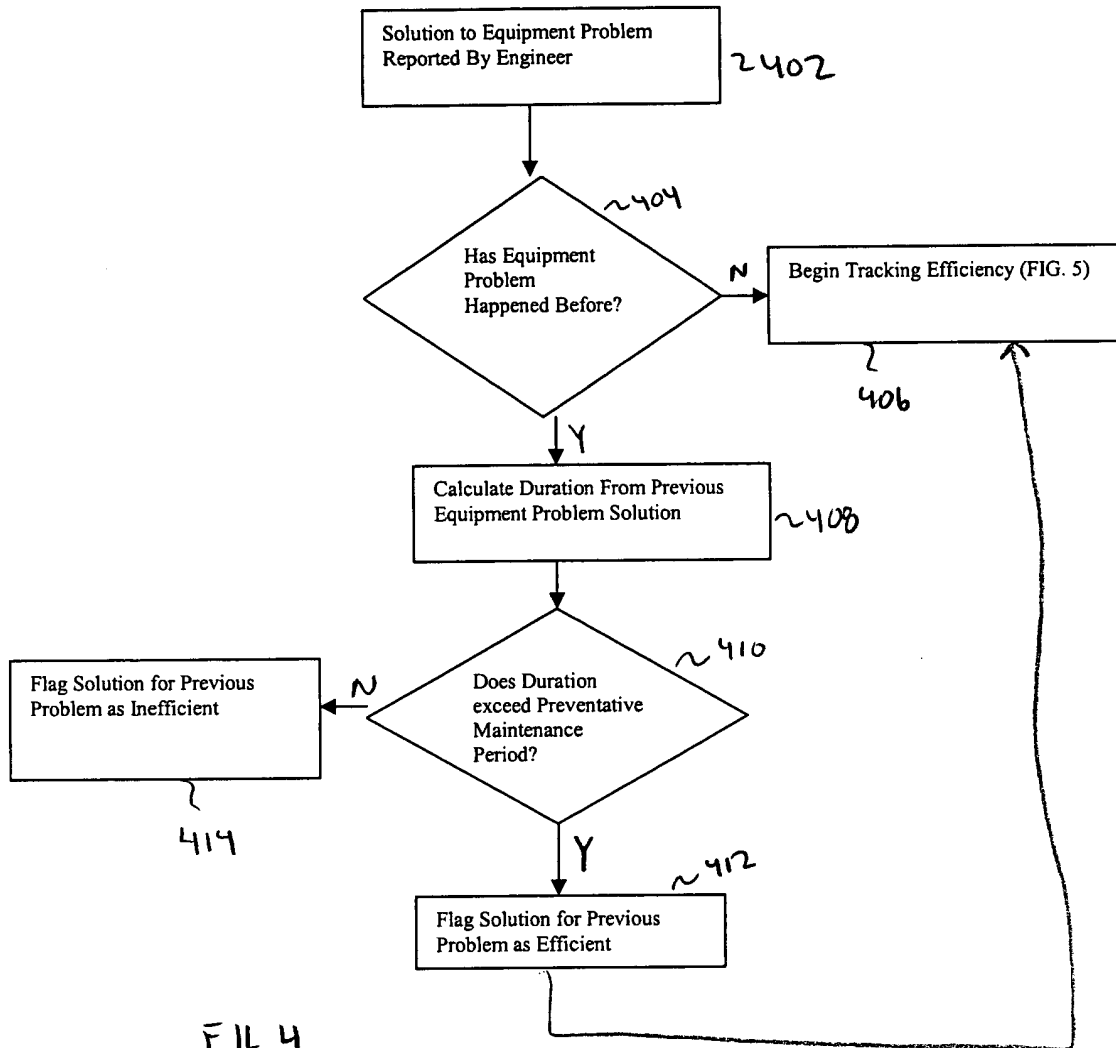 Solution to Equipment Problem
Reported By Engineer
402
404
Has Equipment
Problem
Happened Before?
N
Begin Tracking Efficiency (FIG. 5)
406
Y
Calculate Duration From Previous
Equipment Problem Solution
408
410
Does Duration
exceed Preventative
Maintenance
Period?
N
Flag Solution for Previous
Problem as Inefficient
414
Y
412
Flag Solution for Previous
Problem as Efficient
FIG 4